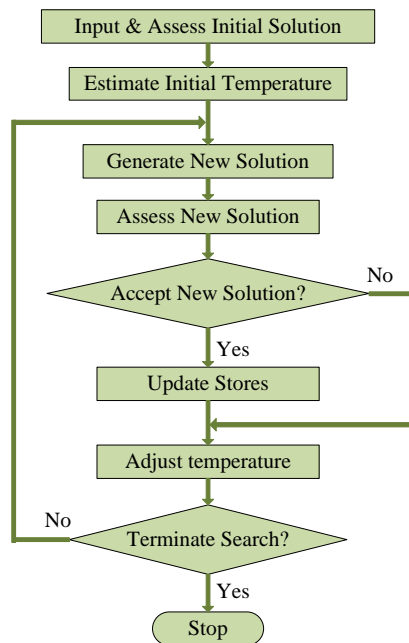 Input & Assess Initial Solution
Estimate Initial Temperature
Generate New Solution
Assess New Solution
Accept New Solution?
No
Yes
Update Stores
Adjust temperature
No
Terminate Search?
Yes
Stop